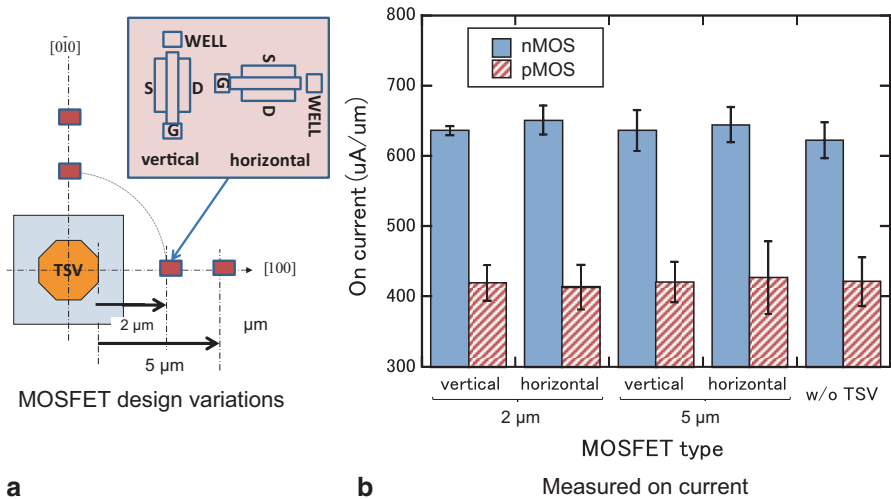 [01̄0]
WELL
S
D
G
vertical
S
G
D
WELL
horizontal
TSV
[100]
2 μm
μm
5 μm
MOSFET design variations
a
On current (uA/um)
800
700
600
500
400
300
nMOS
pMOS
vertical
horizontal
vertical
horizontal
w/o TSV
2 μm
5 μm
MOSFET type
b
Measured on current